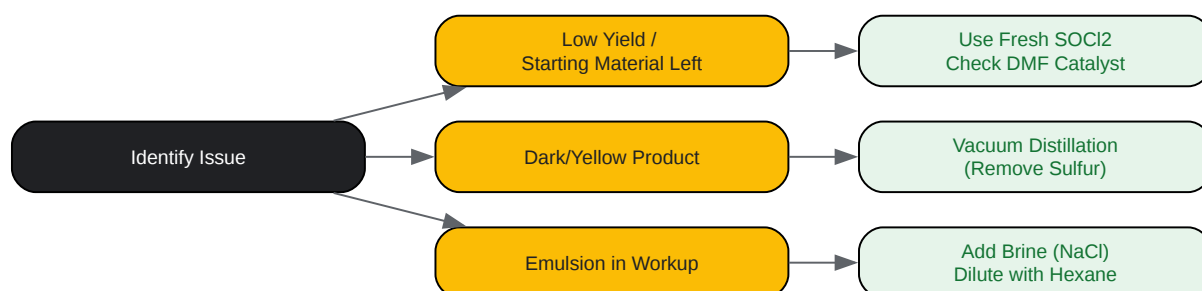 Low Yield /
Starting Material Left
Use Fresh SOCl2
Check DMF Catalyst
Identify Issue
Dark/Yellow Product
Vacuum Distillation
(Remove Sulfur)
Emulsion in Workup
Add Brine (NaCl)
Dilute with Hexane